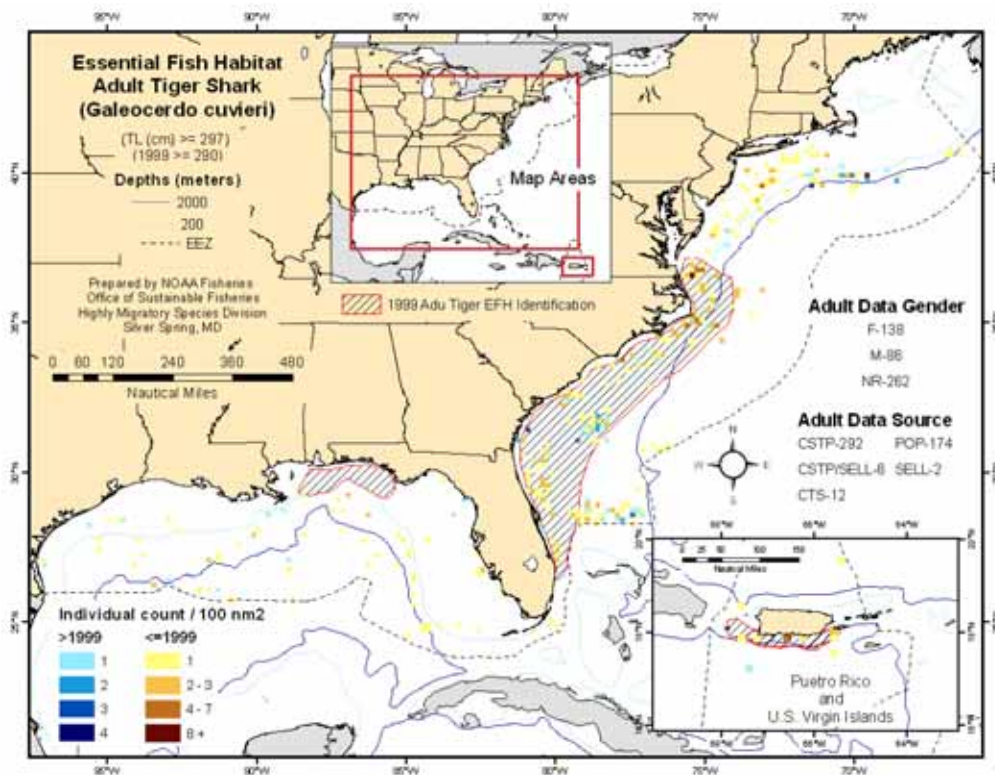 Essential Fish Habitat
Adult Tiger Shark
(Galeocerdo cuvieri)
(TL (cm) >= 297)
(1999 >= 290)
Depths (meters)
2000
200
EEZ
Prepared by NOAA Fisheries
Office of Sustainable Fisheries
Highly Migratory Species Division
Silver Spring, MD
0 60 120 240 360 480
Nautical Miles
Map Areas
1999 Adu Tiger EFH Identification
Adult Data Gender
F-138
M-86
NR-262
Adult Data Source
CSTP-292 POP-174
CSTP/SELL-6 SELL-2
CTS-12
N
W E
S
Individual count / 100 nm2
>1999 <=1999
1 1
2 2 - 3
3 4 - 7
4 8 +
Nautical Miles
Puetro Rico
and
U.S. Virgin Islands
95°W 90°W 85°W 80°W 75°W 70°W
40°N
35°N
30°N
25°N